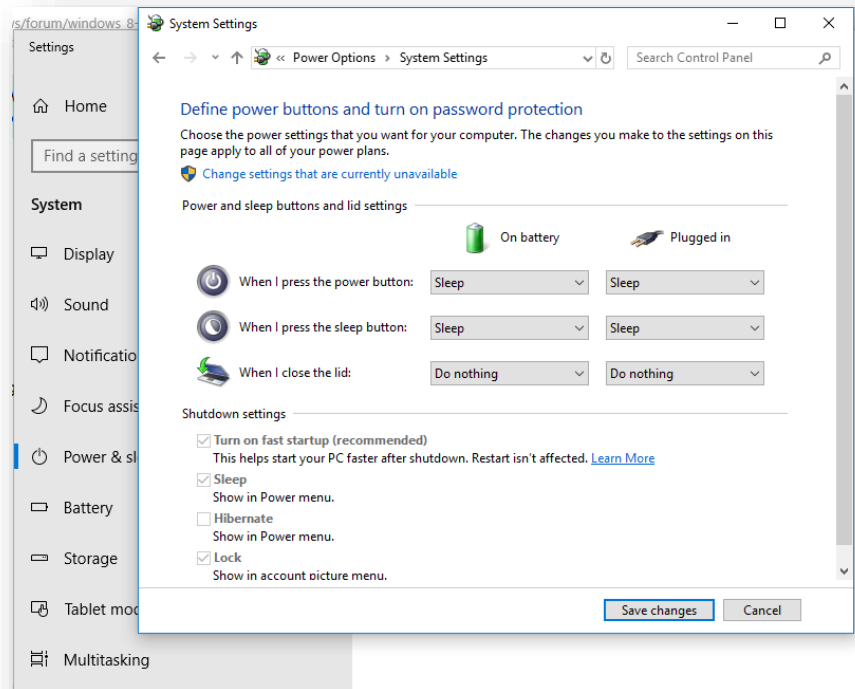 ys/forum/windows_8-
System Settings
Settings
« Power Options › System Settings
Search Control Panel
Home
Find a setting
System
Display
Sound
Notificatio
Focus assis
Power & sl
Battery
Storage
Tablet mod
Multitasking
Define power buttons and turn on password protection
Choose the power settings that you want for your computer. The changes you make to the settings on this
page apply to all of your power plans.
Change settings that are currently unavailable
Power and sleep buttons and lid settings
On battery
Plugged in
When I press the power button:
Sleep
Sleep
When I press the sleep button:
Sleep
Sleep
When I close the lid:
Do nothing
Do nothing
Shutdown settings
Turn on fast startup (recommended)
This helps start your PC faster after shutdown. Restart isn't affected. Learn More
Sleep
Show in Power menu.
Hibernate
Show in Power menu.
Lock
Show in account picture menu.
Save changes
Cancel